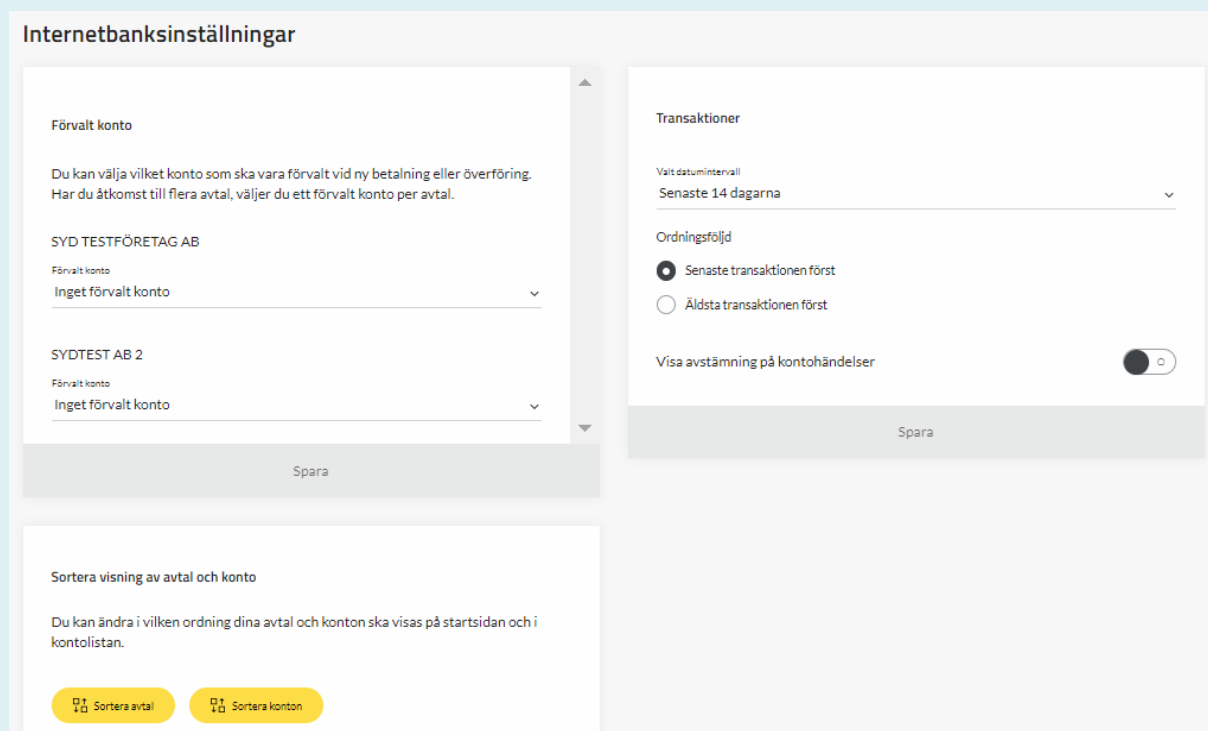 Internetbanksinställningar
Förvalt konto
Du kan välja vilket konto som ska vara förvalt vid ny betalning eller överföring.
Har du åtkomst till flera avtal, väljer du ett förvalt konto per avtal.
SYD TESTFÖRETAG AB
Förvalt konto
Inget förvalt konto
SYDTEST AB 2
Förvalt konto
Inget förvalt konto
Spara
Transaktioner
Valt datumintervall
Senaste 14 dagarna
Ordningsföljd
Senaste transaktionen först
Äldsta transaktionen först
Visa avstämning på kontohändelser
Spara
Sortera visning av avtal och konto
Du kan ändra i vilken ordning dina avtal och konton ska visas på startsidan och i
kontolistan.
Sortera avtal
Sortera konton